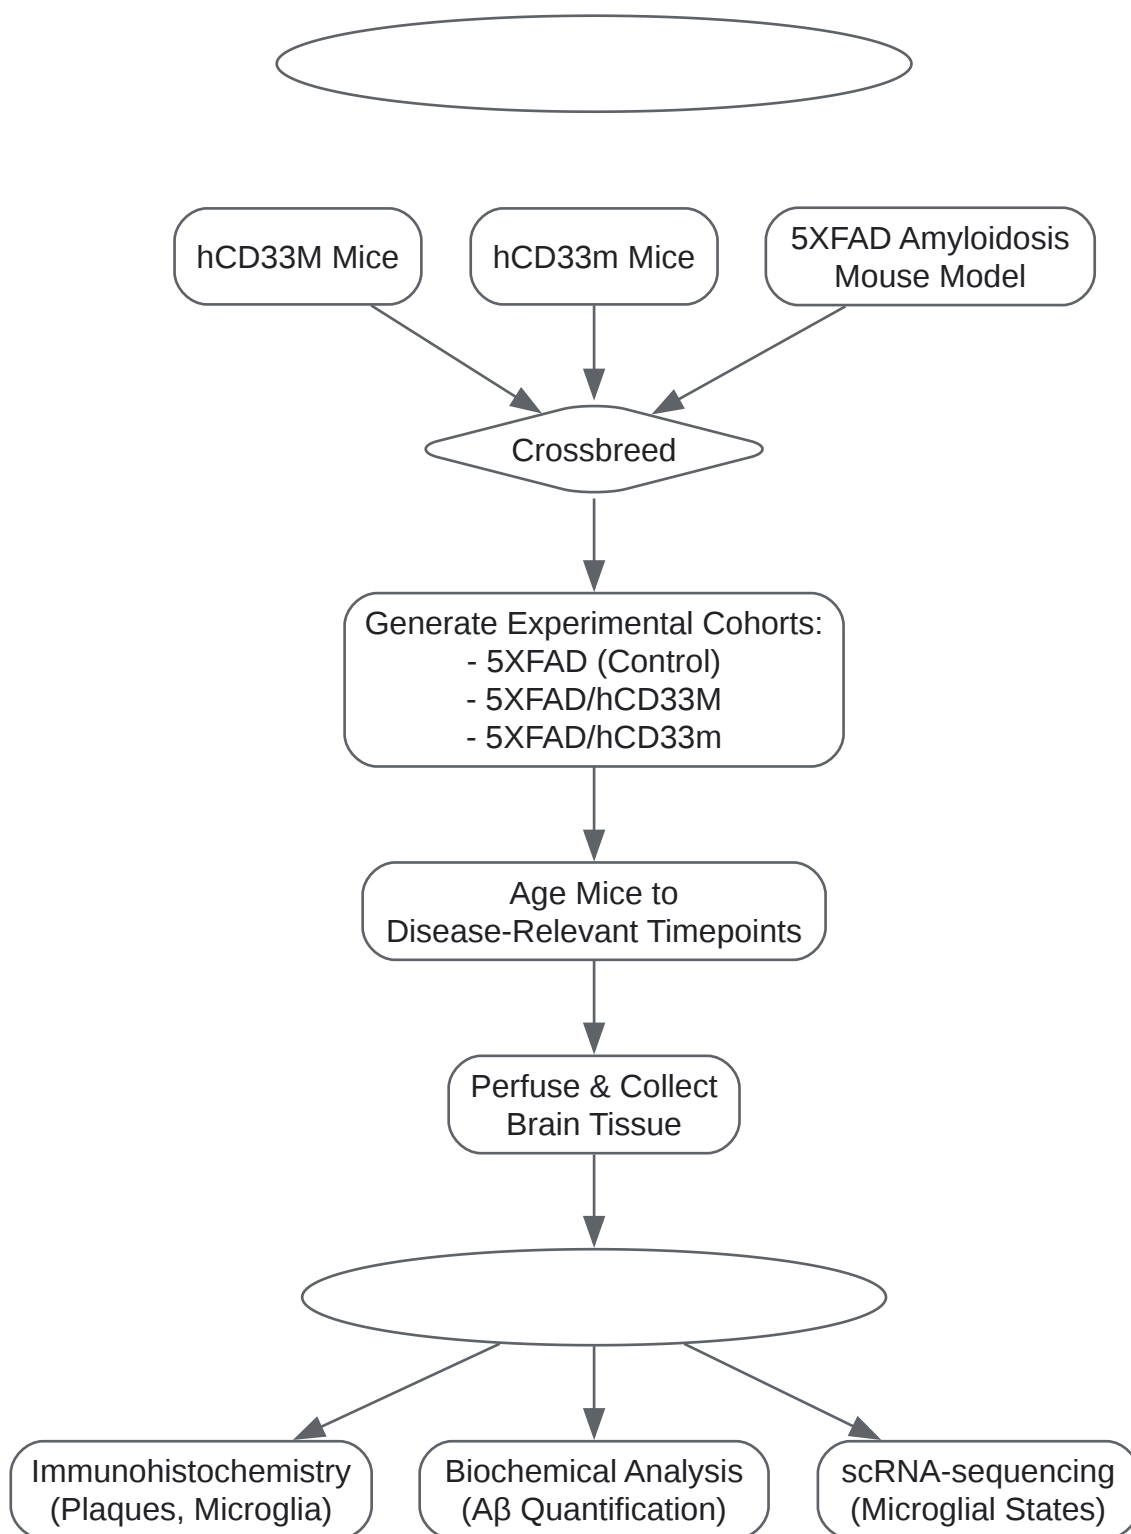 hCD33M Mice
hCD33m Mice
5XFAD Amyloidosis
Mouse Model
Crossbreed
Generate Experimental Cohorts:
- 5XFAD (Control)
- 5XFAD/hCD33M
- 5XFAD/hCD33m
Age Mice to
Disease-Relevant Timepoints
Perfuse & Collect
Brain Tissue
Immunohistochemistry
(Plaques, Microglia)
Biochemical Analysis
(Aβ Quantification)
scRNA-sequencing
(Microglial States)